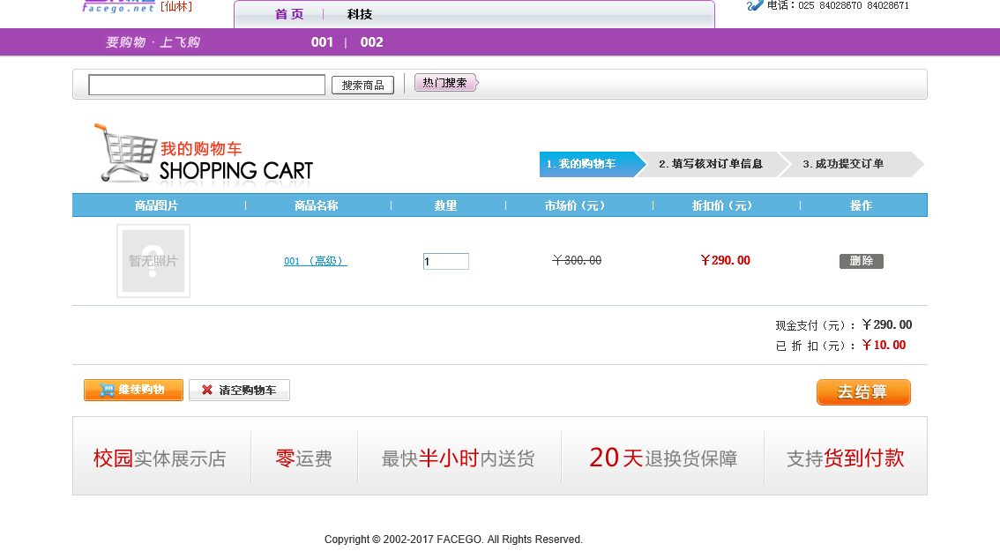 facego.net [仙林]
首 页 | 科技
电话：025 84028670 84028671
要购物 · 上飞购
001 | 002
搜索商品
热门搜索
我的购物车
SHOPPING CART
1.我的购物车 2.填写核对订单信息 3.成功提交订单
商品图片 商品名称 数量 市场价（元） 折扣价（元） 操作
暂无照片 001 （高级） 1 ￥300.00 ￥290.00 删除
现金支付（元）：￥290.00
已 折 扣（元）：￥10.00
继续购物 清空购物车 去结算
校园实体展示店 零运费 最快半小时内送货 20天退换货保障 支持货到付款
Copyright © 2002-2017 FACEGO. All Rights Reserved.